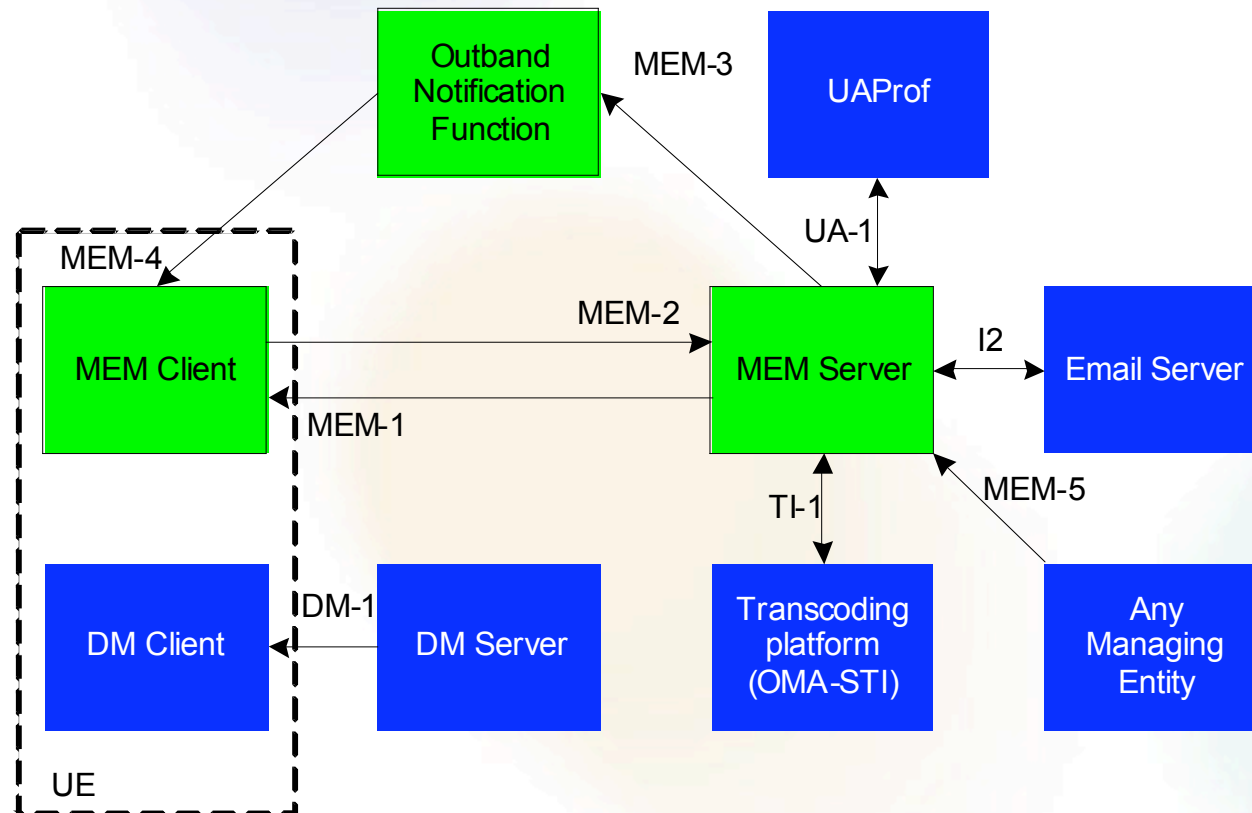 Outband
Notification
Function
MEM-3
UAProf
UA-1
MEM-4
MEM Client
MEM-2
MEM-1
MEM Server
I2
Email Server
TI-1
MEM-5
DM Client
DM-1
DM Server
Transcoding
platform
(OMA-STI)
Any
Managing
Entity
UE